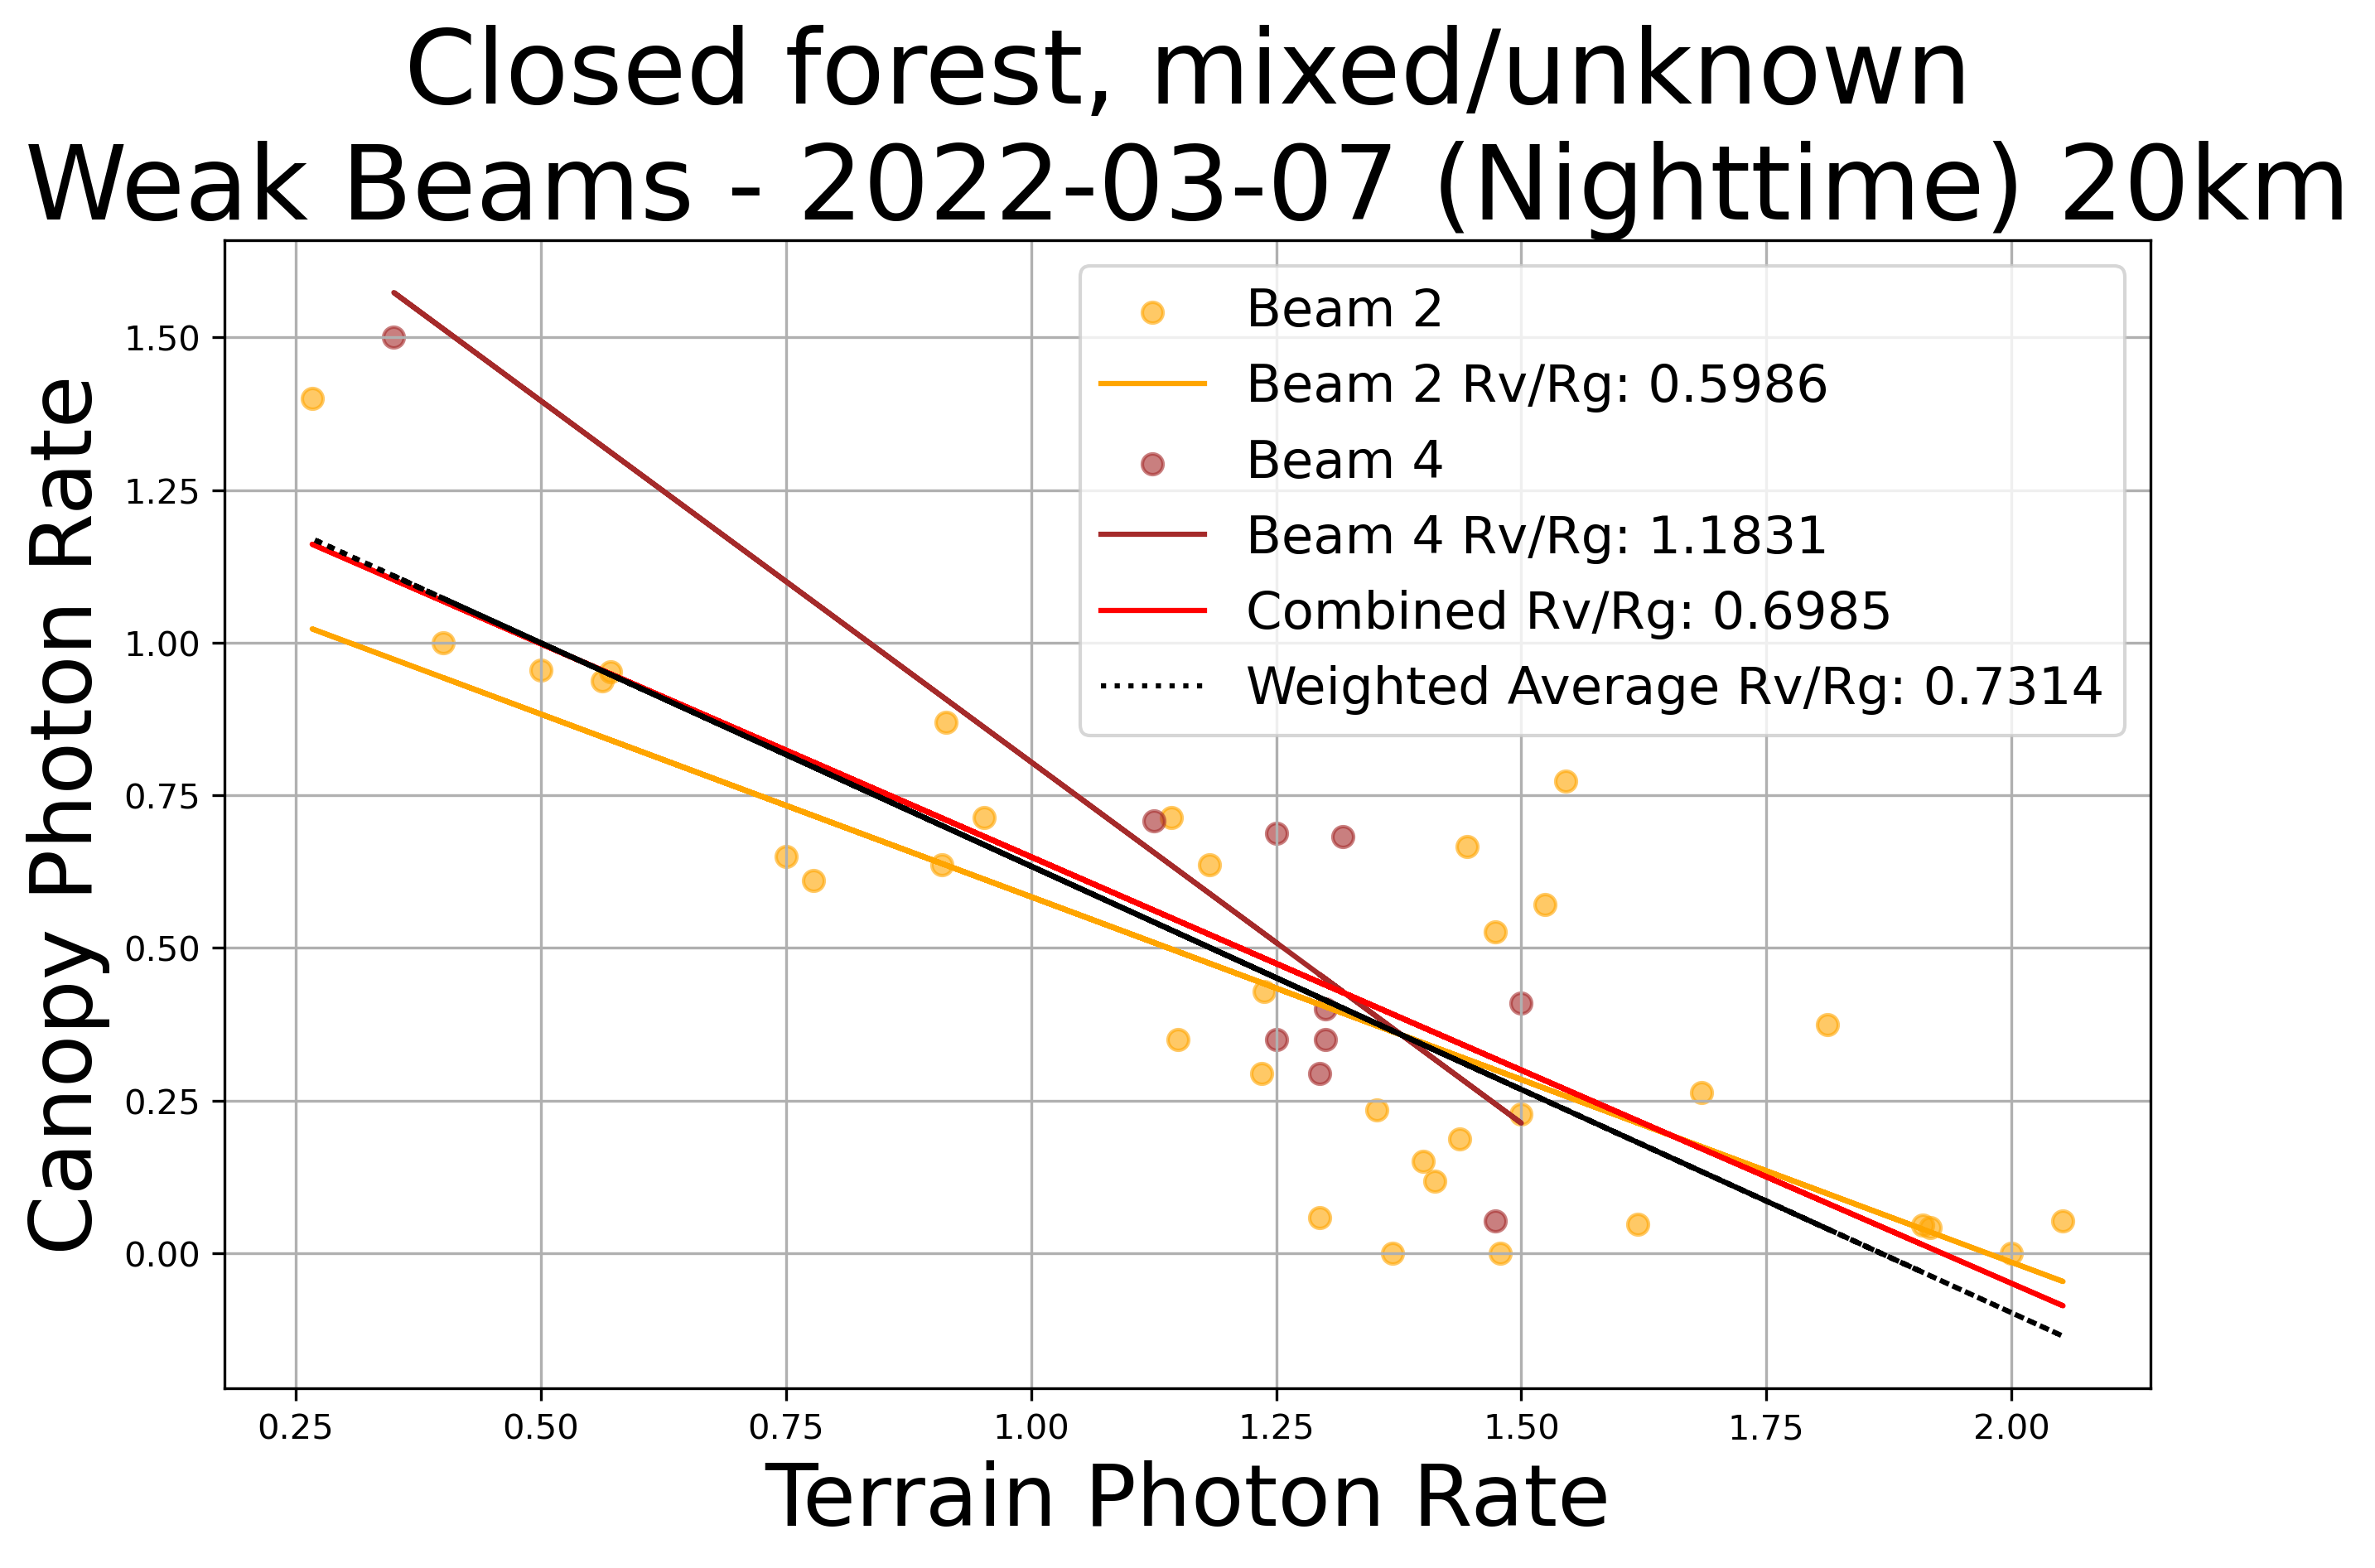 Closed forest, mixed/unknown
Weak Beams - 2022-03-07 (Nighttime) 20km
Beam 2
Beam 2 Rv/Rg: 0.5986
Beam 4
Beam 4 Rv/Rg: 1.1831
Combined Rv/Rg: 0.6985
Weighted Average Rv/Rg: 0.7314
Canopy Photon Rate
1.50
1.25
1.00
0.75
0.50
0.25
0.00
0.25 0.50 0.75 1.00 1.25 1.50 1.75 2.00
Terrain Photon Rate